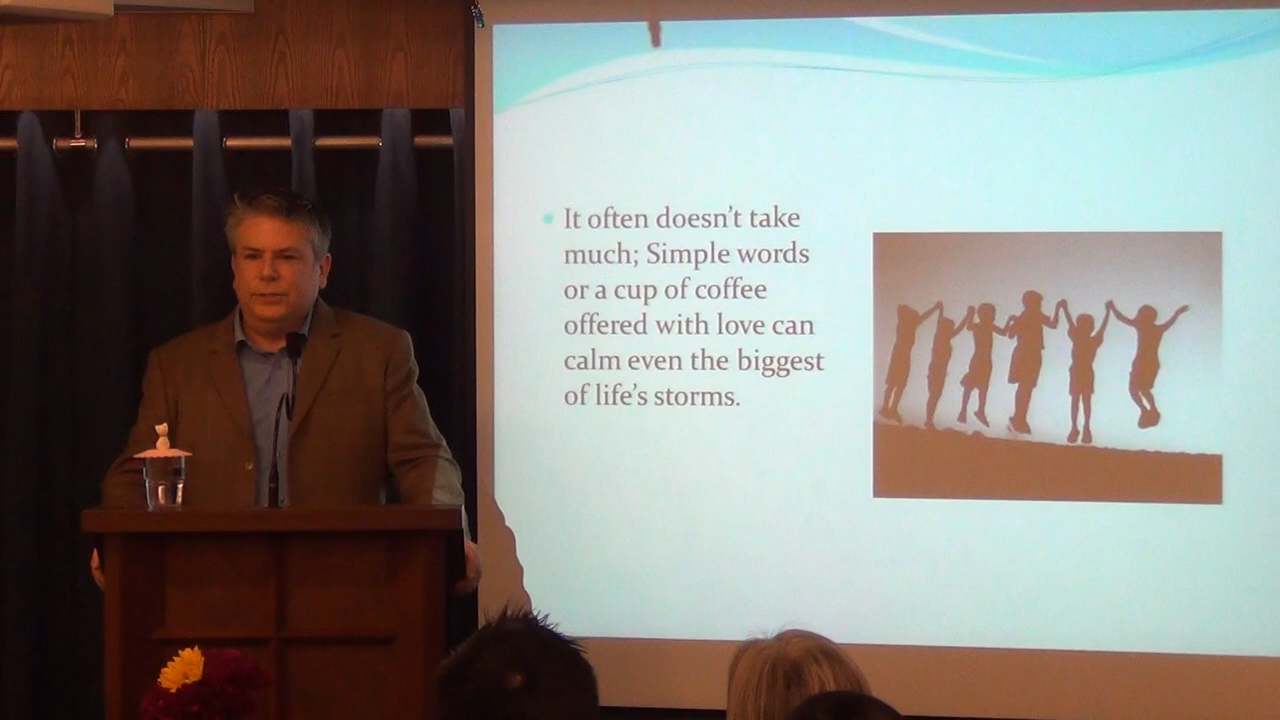 It often doesn't take
much; Simple words
or a cup of coffee
offered with love can
calm even the biggest
of life's storms.